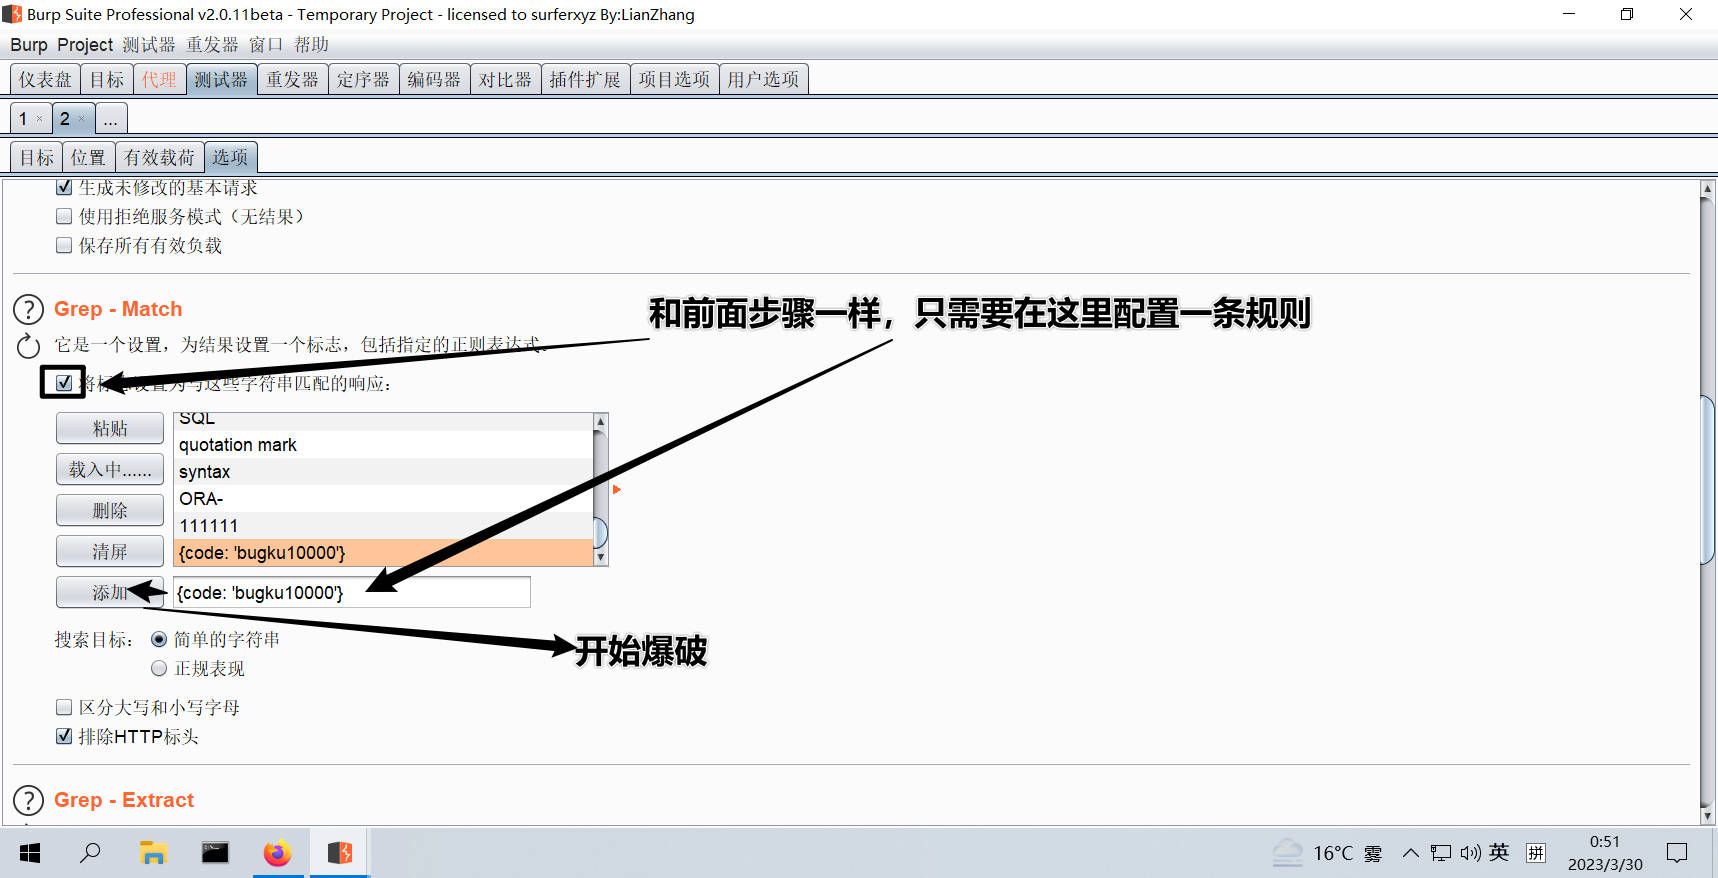 Burp Suite Professional v2.0.11beta - Temporary Project - licensed to surferxyz By:LianZhang
Burp Project 测试器 重发器 窗口 帮助
仪表盘 目标 代理 测试器 重发器 定序器 编码器 对比器 插件扩展 项目选项 用户选项
1 × 2 × ...
目标 位置 有效载荷 选项
生成未修改的基本请求
使用拒绝服务模式（无结果）
保存所有有效负载
? Grep - Match
和前面步骤一样，只需要在这里配置一条规则
它是一个设置，为结果设置一个标志，包括指定的正则表达式.
将标志设置为与这些字符串匹配的响应：
粘贴 SQL
quotation mark
载入中...... syntax
ORA-
删除 111111
清屏 {code: 'bugku10000'}
添加 {code: 'bugku10000'}
搜索目标： 简单的字符串
开始爆破
正规表现
区分大写和小写字母
排除HTTP标头
? Grep - Extract
16°C 雾 英 拼 0:51
2023/3/30